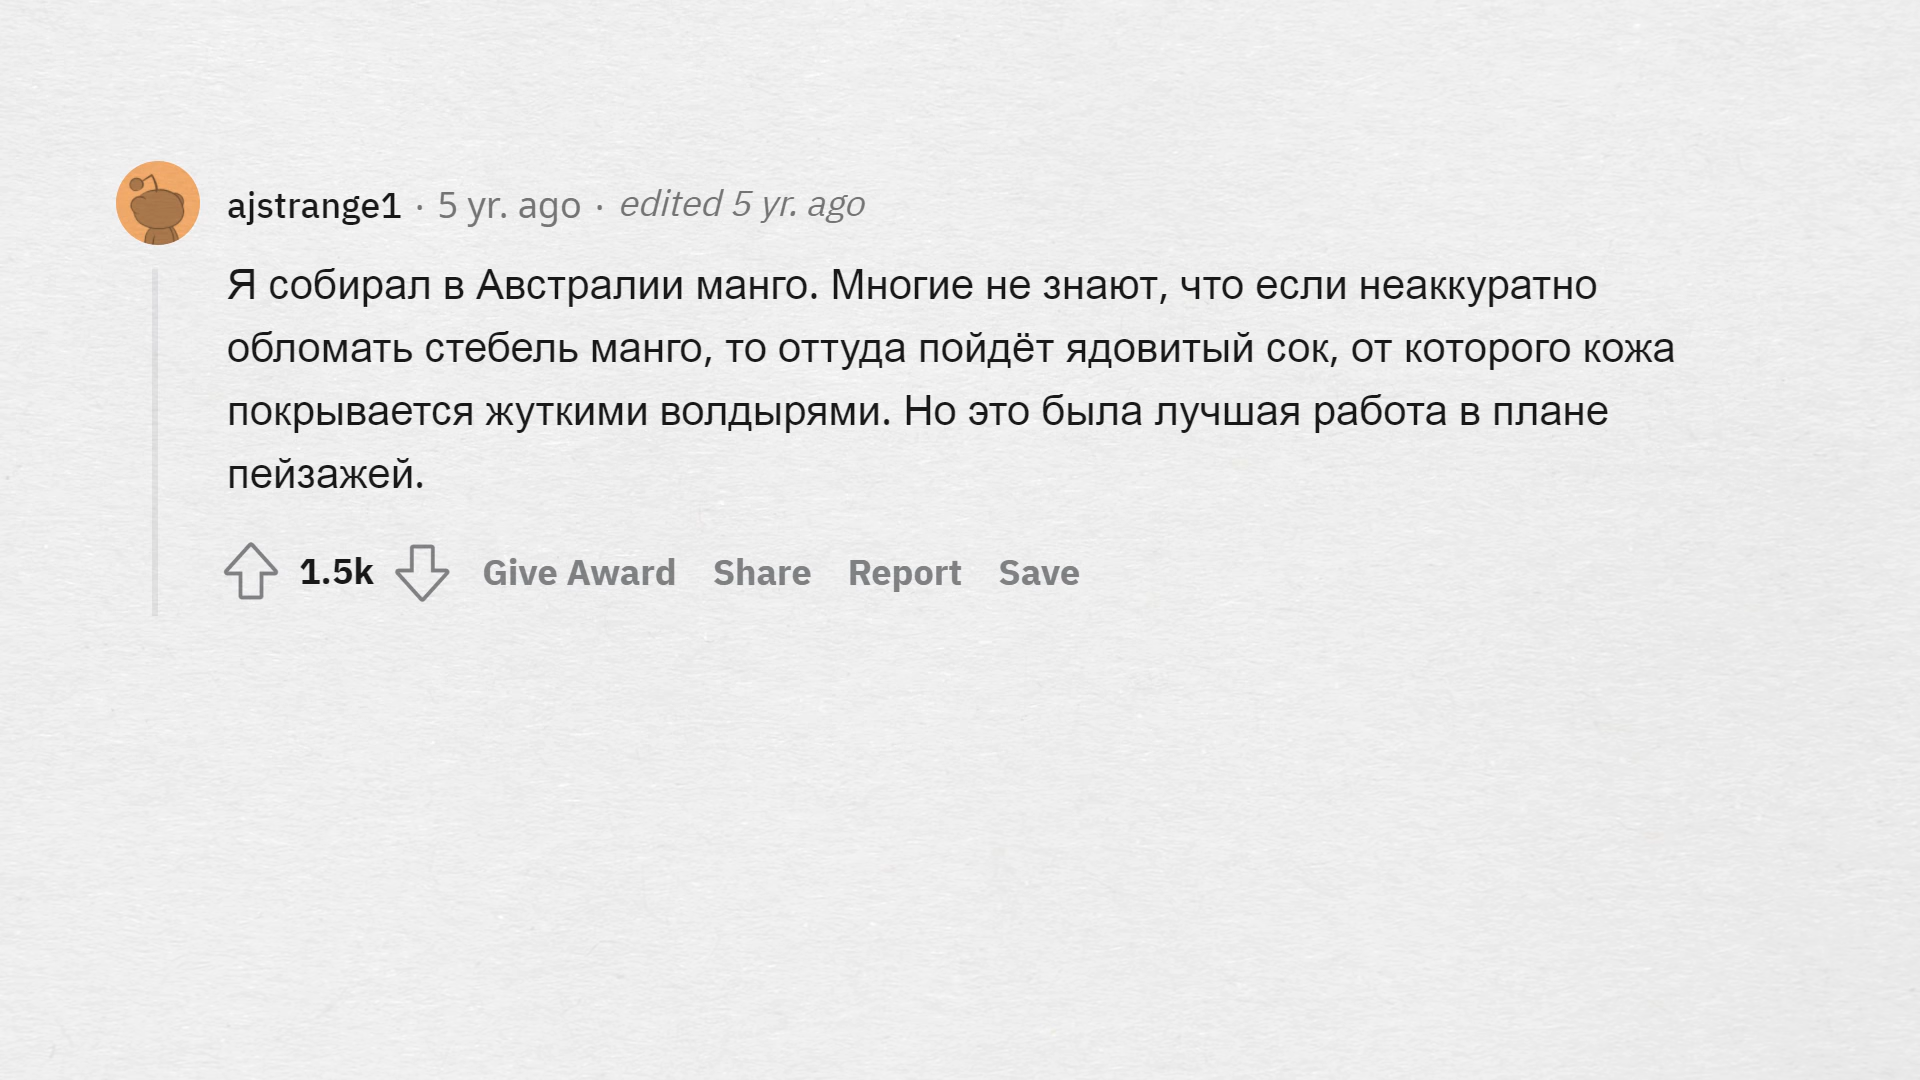 ajstrange1 · 5 yr. ago · edited 5 yr. ago
Я собирал в Австралии манго. Многие не знают, что если неаккуратно
обломать стебель манго, то оттуда пойдёт ядовитый сок, от которого кожа
покрывается жуткими волдырями. Но это была лучшая работа в плане
пейзажей.
1.5k Give Award Share Report Save